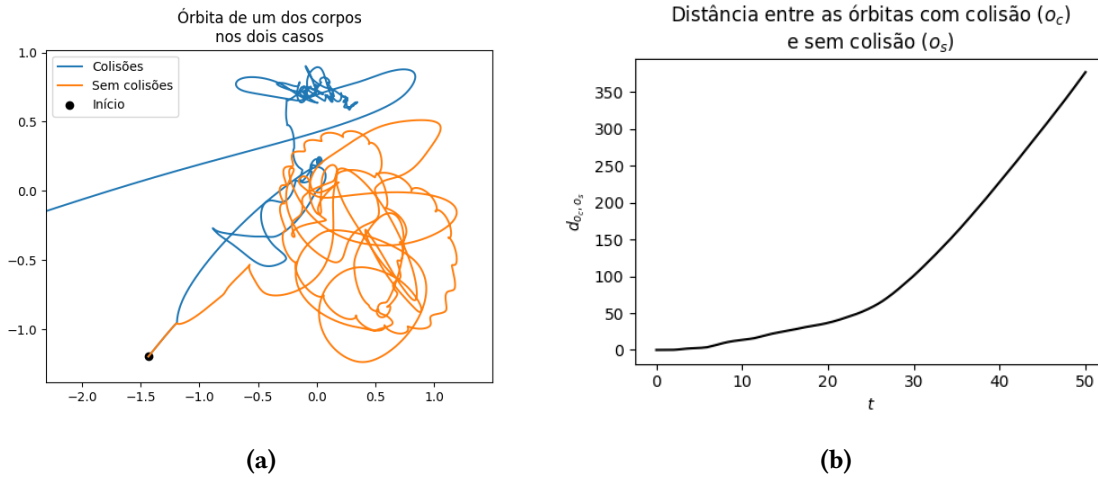 Órbita de um dos corpos
nos dois casos
1.0
0.5
0.0
−0.5
−1.0
−2.0 −1.5 −1.0 −0.5 0.0 0.5 1.0
Colisões
Sem colisões
Início
(a)
Distância entre as órbitas com colisão (o_c)
e sem colisão (o_s)
350
300
250
200
150
100
50
0
d_{o_c, o_s}
0 10 20 30 40 50
t
(b)